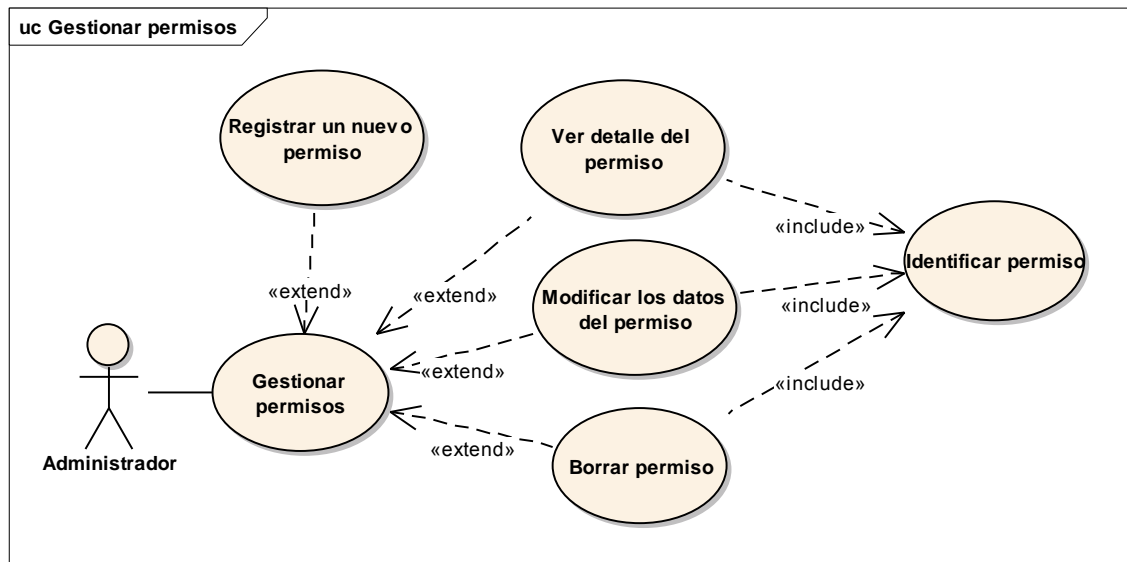 uc Gestionar permisos
Registrar un nuevo
permiso
Ver detalle del
permiso
«include»
Identificar permiso
«extend»
«extend»
Modificar los datos
del permiso
«include»
Gestionar
permisos
«extend»
«include»
Administrador
«extend»
Borrar permiso